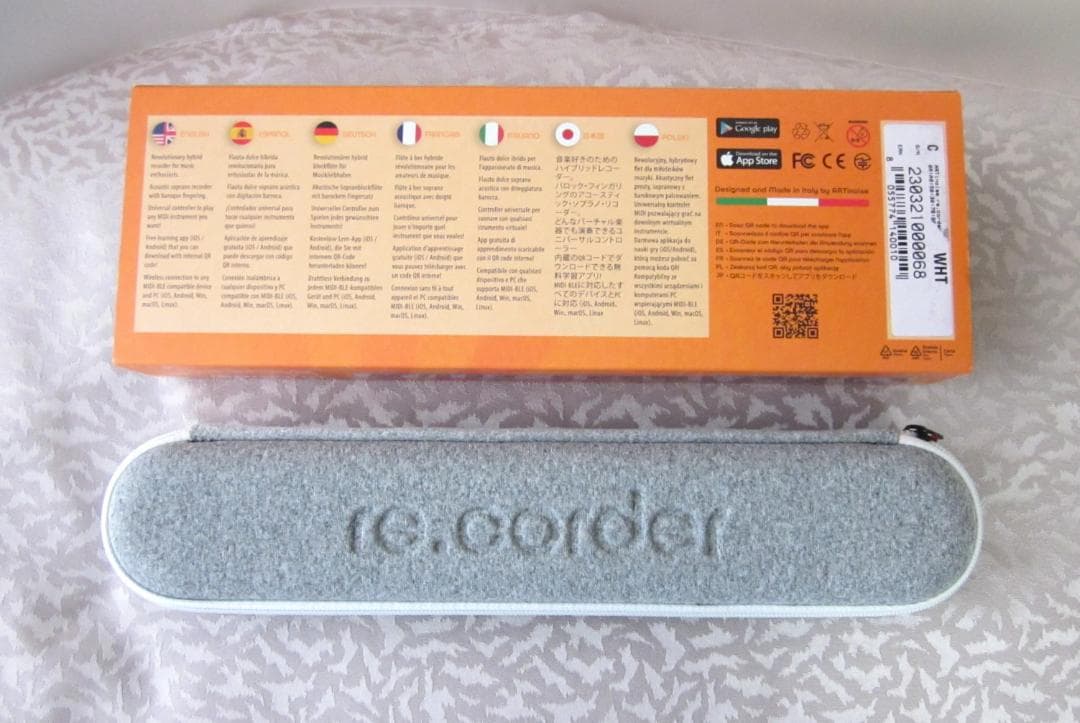 ENGLISH
Revolutionary hybrid
recorder for music
enthusiasts.
Acoustic soprano recorder
with baroque fingering.
Universal controller to play
any MIDI instrument you
want!
Free learning app (iOS /
Android) that you can
download w/internal QR
code!
Wireless connection to any
MIDI-BLE compatible device
and PC (iOS, Android, Win,
macOS, Linux).
ESPAÑOL
Flauta dulce híbrida
revolucionaria para
entusiastas de la música.
Flauta dulce soprano acústica
con digitación barroca.
¡Controlador universal para
tocar cualquier instrumento
que quieras!
Aplicación de aprendizaje
gratuita (iOS / Android) que
puede descargar con código
QR interno.
Conexión inalámbrica a
cualquier dispositivo y PC
compatible con MIDI-BLE
(iOS, Android, Win, macOS,
Linux).
DEUTSCH
Revolutionärer hybrid
Blockflöten für
Musikliebhaber.
Akustische Sopranblockflöte
mit barockem Fingersatz!
Universeller Controller zum
Spielen jedes gewünschten
Instruments!
Kostenlose Lern-App (iOS /
Android), die Sie mit
internem QR-Code
herunterladen können!
Drahtlose Verbindung zu
jedem MIDI-BLE kompatiblen
Gerät und PC (iOS, Android,
Win, macOS, Linux).
FRANÇAIS
Flûte à bec hybride
révolutionnaire pour les
amateurs de musique.
Flûte à bec soprano
acoustique avec doigté
baroque.
Contrôleur universel pour
jouer n'importe quel
instrument que vous voulez!
Application d'apprentissage
gratuite (iOS / Android) que
vous pouvez télécharger avec
un code QR interne!
Connexion sans fil à tout
appareil et PC compatibles
MIDI-BLE (iOS, Android, Win,
macOS, Linux).
ITALIANO
Flauto dolce ibrido per
l'appassionato di musica.
Flauto dolce soprano
acustico con diteggiatura
barocca.
Controller universale per
suonare con qualsiasi
strumento virtuale!
App gratuita di
apprendimento scaricabile
con il QR code interno!
Compatibile con qualsiasi
dispositivo e PC che
supporta MIDI-BLE (iOS,
Android, Win, macOS,
Linux).
日本語
音楽好きのための
ハイブリッドリコー
ダー。
バロック・フィンガリ
ングのアコースティ
ック・ソプラノ・リコ
ーダー。
どんなバーチャル楽
器でも演奏できるユ
ニバーサルコントロ
ーラー
内蔵のQRコードでダ
ウンロードできる無
料学習アプリ!
MIDI-BLEに対応したす
べてのデバイスとPC
に対応(iOS、Android、
Win, macOS, Linux
POLSKI
Rewolucyjny, hybrydowy
flet dla miłośników
muzyki. Akustyczny flet
prosty, sopranowy z
barokowym palcowaniem.
Uniwersalny kontroler
MIDI pozwalający grać na
dowolnym wirtualnym
instrumencie.
Darmowa aplikacja do
nauki gry (iOS/Android),
którą możesz pobrać za
pomocą kodu QR!
Kompatybilny ze
wszystkimi urządzeniami i
komputerami PC
wspierającymi MIDI-BLE
(iOS, Android, Win, macOS,
Linux).
Google play
Download on the
App Store
FC CE
Designed and Made in Italy by ARTinoise
EN - Scan QR code to download the app
IT - Scansiona il codice QR per scaricare l'app
DE - QR-Code zum Herunterladen der Anwendung scannen
ES - Escanea el código QR para descargar la aplicación
FR - Scannez le code QR pour télécharger l'application
PL - Zeskanuj kod QR, aby pobrać aplikację
JP - QRコードをスキャンしてアプリをダウンロード
C
S/N
230321000068
EAN
8 055774 140010
WHT
re.corder